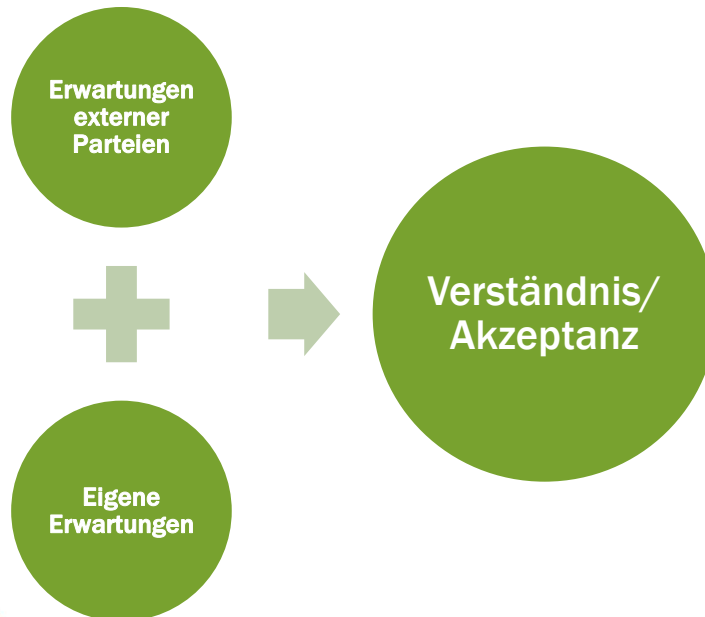 Erwartungen
externer
Parteien
Verständnis/
Akzeptanz
Eigene
Erwartungen